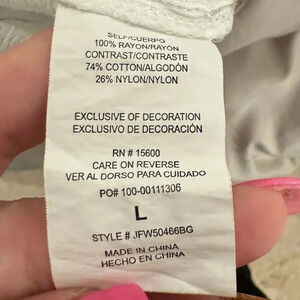 SELF/CUERPO
100% RAYON/RAYÓN
CONTRAST/CONTRASTE
74% COTTON/ALGODÓN
26% NYLON/NYLON
EXCLUSIVE OF DECORATION
EXCLUSIVO DE DECORACIÓN
RN # 15600
CARE ON REVERSE
VER AL DORSO PARA CUIDADO
PO# 100-00111306
L
STYLE # JFW50466BG
MADE IN CHINA
HECHO EN CHINA